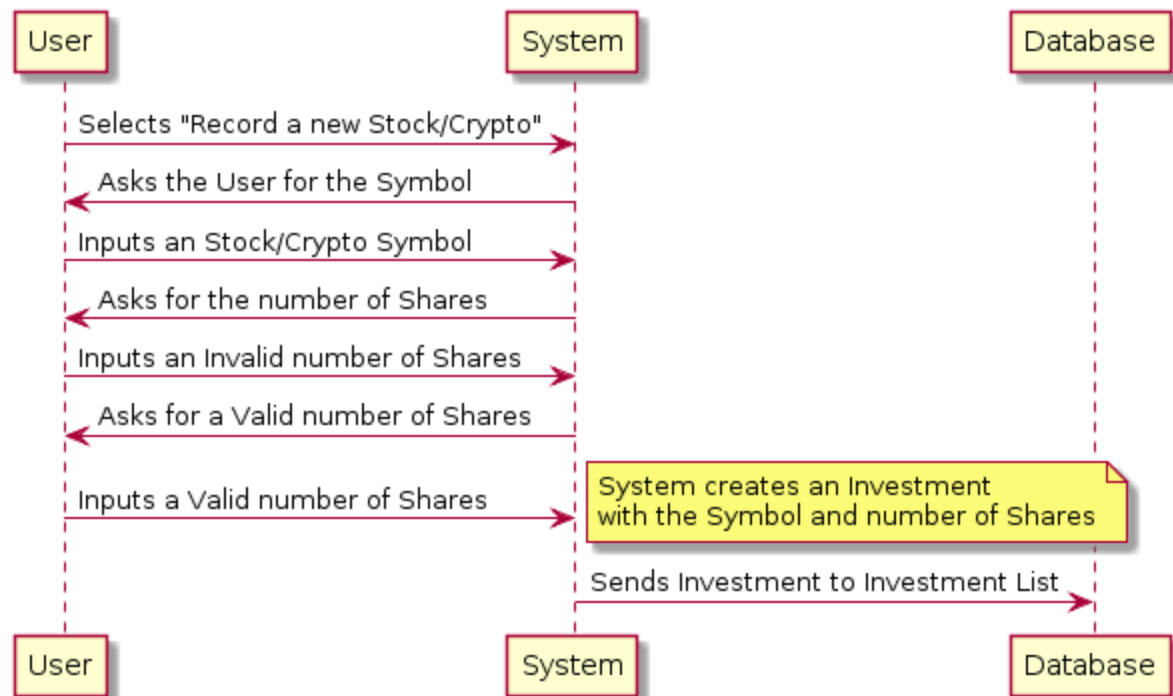 User
System
Database
Selects "Record a new Stock/Crypto"
Asks the User for the Symbol
Inputs an Stock/Crypto Symbol
Asks for the number of Shares
Inputs an Invalid number of Shares
Asks for a Valid number of Shares
Inputs a Valid number of Shares
System creates an Investment
with the Symbol and number of Shares
Sends Investment to Investment List
User
System
Database